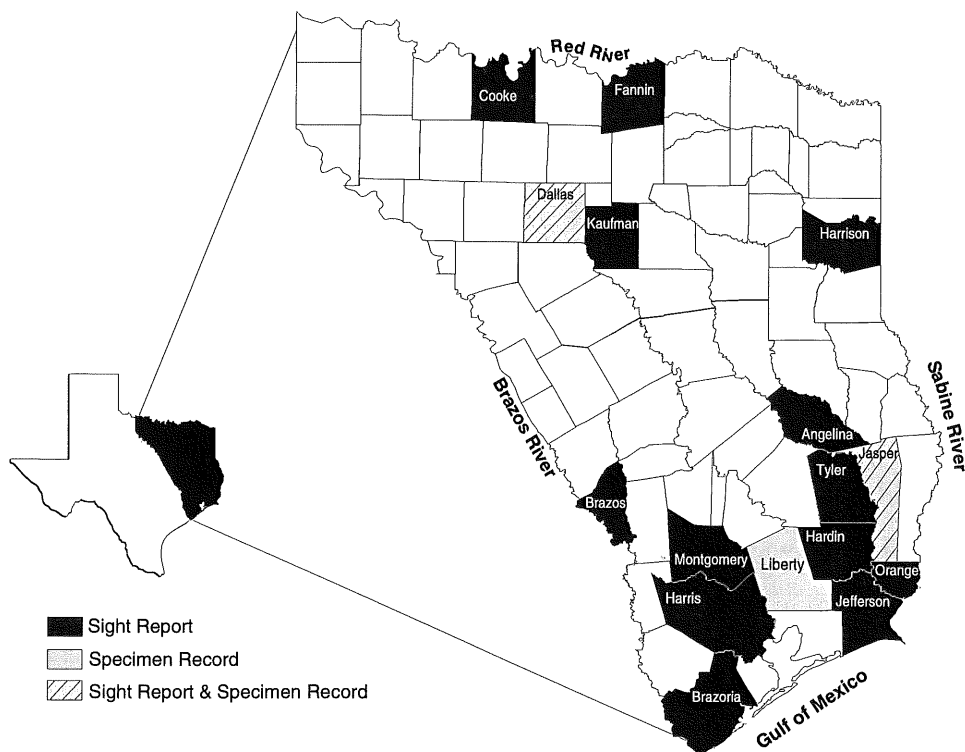 Red River
Cooke
Fannin
Dallas
Kaufman
Harrison
Brazos River
Sabine River
Angelina
Jasper
Tyler
Brazos
Hardin
Montgomery
Liberty
Orange
Harris
Jefferson
Brazoria
Gulf of Mexico
Sight Report
Specimen Record
Sight Report & Specimen Record